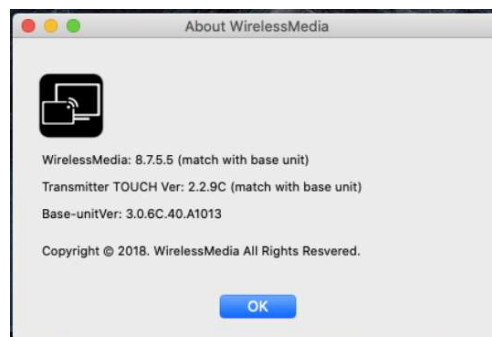 About WirelessMedia
WirelessMedia: 8.7.5.5 (match with base unit)
Transmitter TOUCH Ver: 2.2.9C (match with base unit)
Base-unitVer: 3.0.6C.40.A1013
Copyright © 2018. WirelessMedia All Rights Resvered.
OK